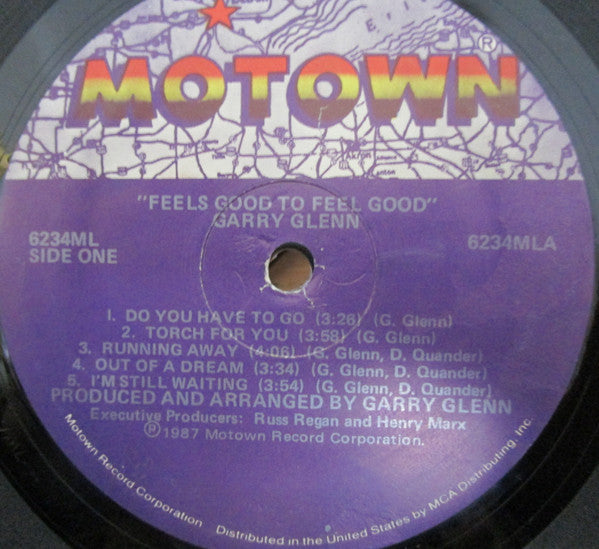 MOTOWN®
"FEELS GOOD TO FEEL GOOD"
GARRY GLENN
6234ML
SIDE ONE
6234MLA
1. DO YOU HAVE TO GO (3:26) (G. Glenn)
2. TORCH FOR YOU (3:58) (G. Glenn)
3. RUNNING AWAY (4:06) (G. Glenn, D. Quander)
4. OUT OF A DREAM (3:34) (G. Glenn, D. Quander)
5. I'M STILL WAITING (3:54) (G. Glenn, D. Quander)
PRODUCED AND ARRANGED BY GARRY GLENN
Executive Producers: Russ Regan and Henry Marx
℗1987 Motown Record Corporation.
Motown Record Corporation
Distributed in the United States by MCA Distributing, Inc.